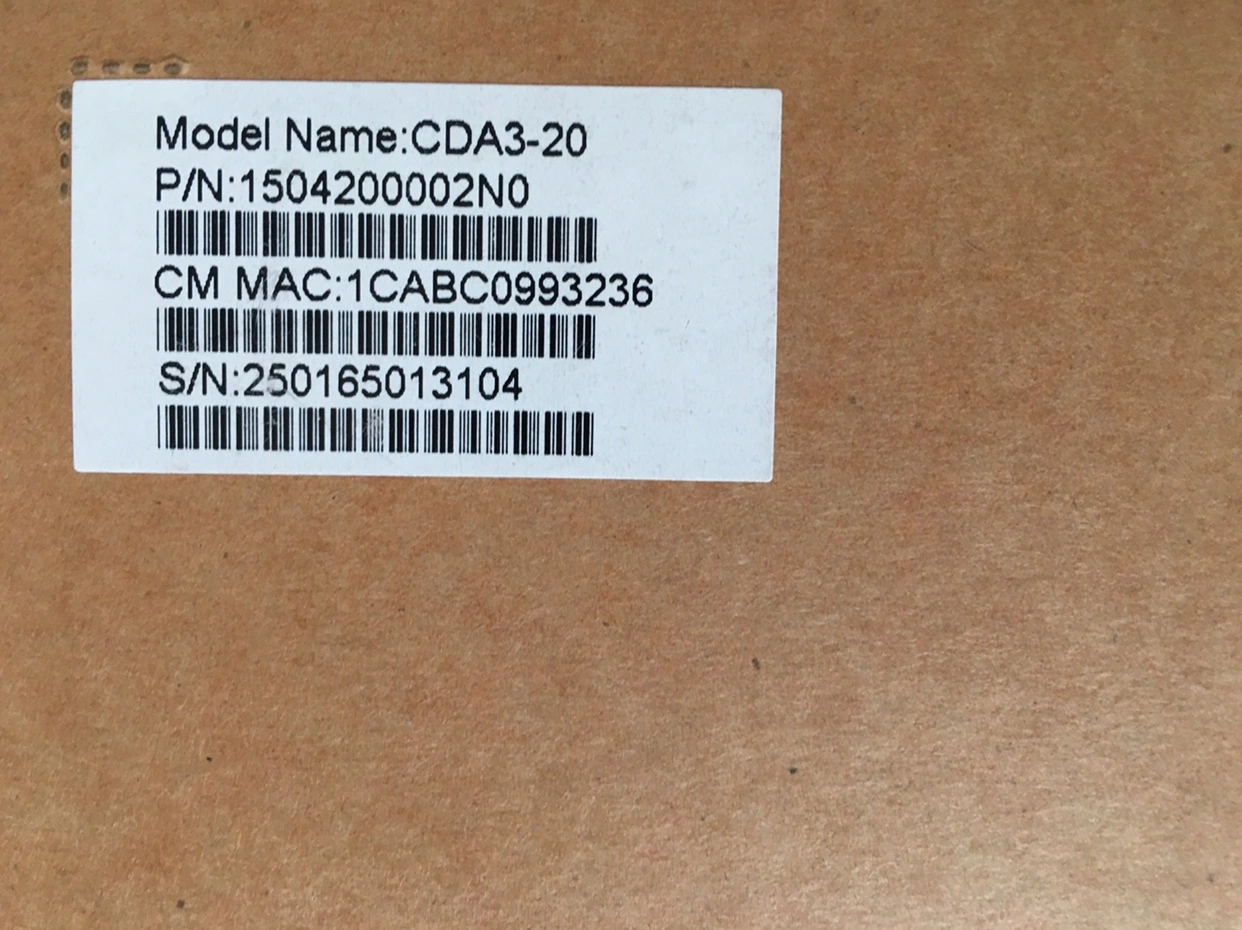 Model Name:CDA3-20
P/N:1504200002N0
CM MAC:1CABC0993236
S/N:250165013104